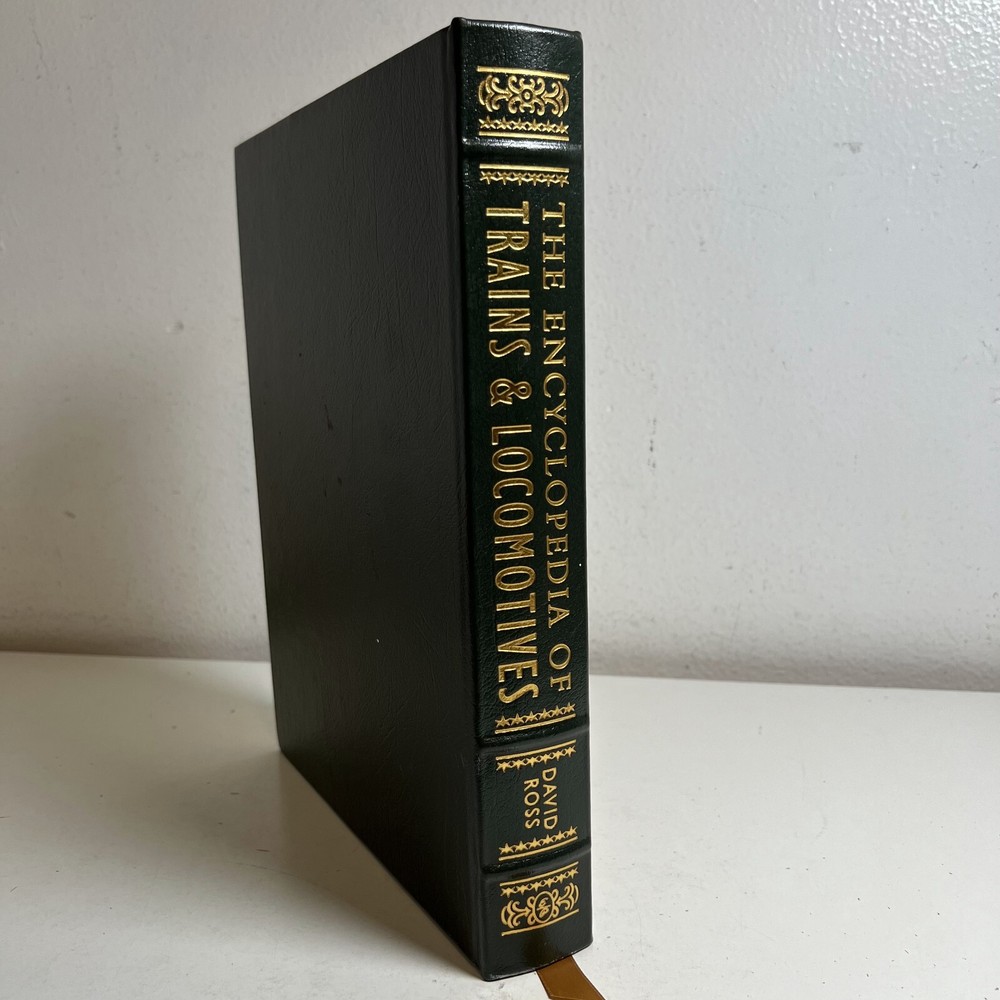 THE ENCYCLOPEDIA OF
TRAINS & LOCOMOTIVES
DAVID
ROSS